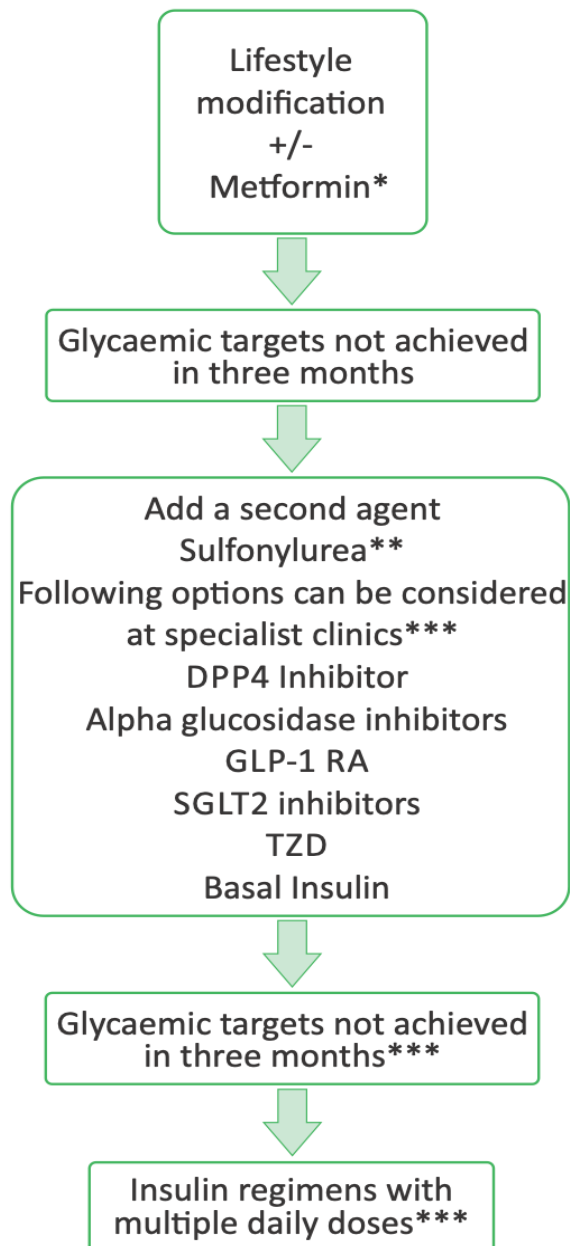 Lifestyle
modification
+/-
Metformin*
Glycaemic targets not achieved
in three months
Add a second agent
Sulfonylurea**
Following options can be considered
at specialist clinics***
DPP4 Inhibitor
Alpha glucosidase inhibitors
GLP-1 RA
SGLT2 inhibitors
TZD
Basal Insulin
Glycaemic targets not achieved
in three months***
Insulin regimens with
multiple daily doses***